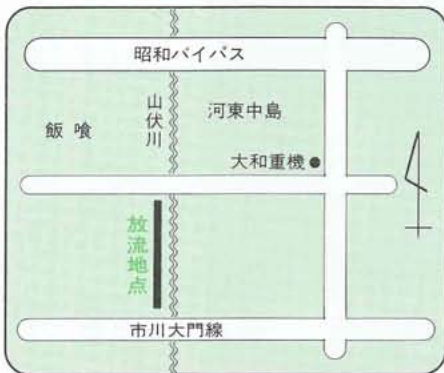 昭和バイパス
山伏川
河東中島
飯喰
大和重機
放流地点
市川大門線